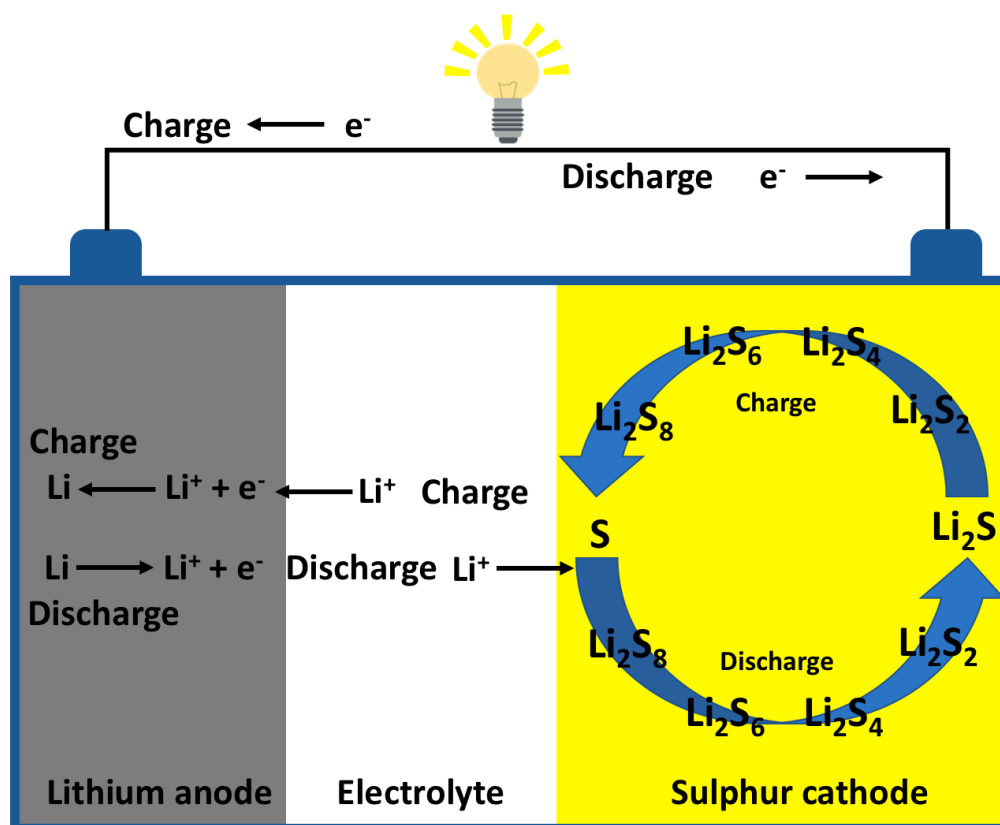 Charge ← e⁻
Discharge e⁻ →
Li₂S₆ Li₂S₄
Charge
Li₂S₈ Li₂S₂
Charge
Li ← Li⁺ + e⁻ ← Li⁺ Charge
S Li₂S
Li → Li⁺ + e⁻ Discharge Li⁺ →
Discharge
Li₂S₈ Li₂S₂
Discharge
Li₂S₆ Li₂S₄
Lithium anode Electrolyte Sulphur cathode